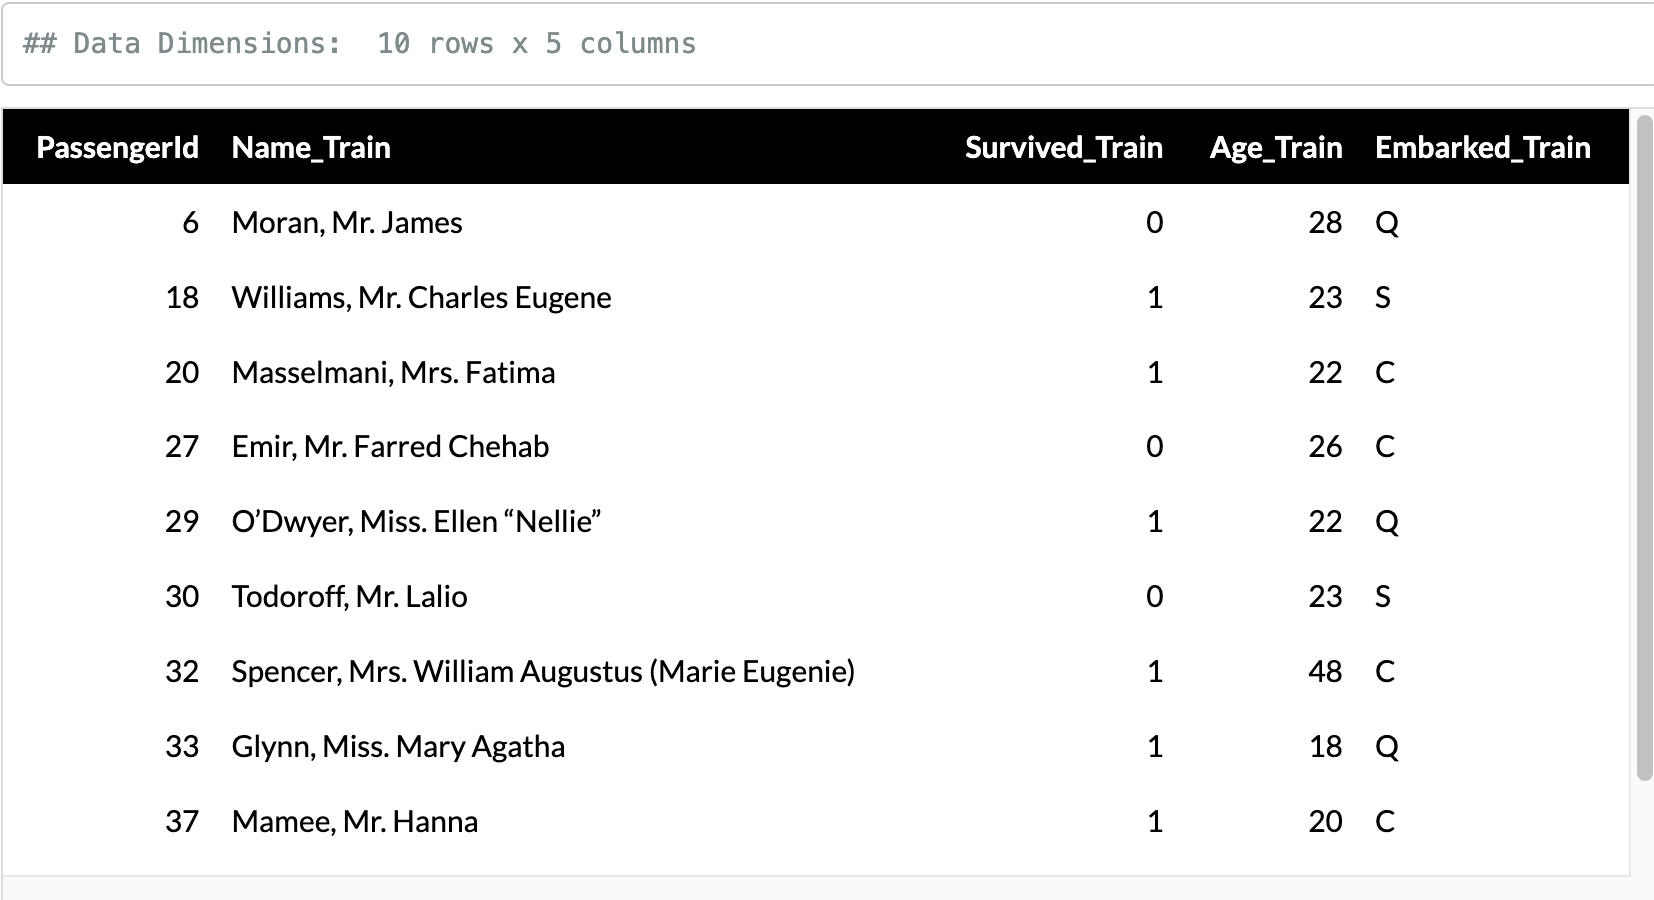 ## Data Dimensions:  10 rows x 5 columns
PassengerId Name_Train Survived_Train Age_Train Embarked_Train
6 Moran, Mr. James 0 28 Q
18 Williams, Mr. Charles Eugene 1 23 S
20 Masselmani, Mrs. Fatima 1 22 C
27 Emir, Mr. Farred Chehab 0 26 C
29 O’Dwyer, Miss. Ellen “Nellie” 1 22 Q
30 Todoroff, Mr. Lalio 0 23 S
32 Spencer, Mrs. William Augustus (Marie Eugenie) 1 48 C
33 Glynn, Miss. Mary Agatha 1 18 Q
37 Mamee, Mr. Hanna 1 20 C